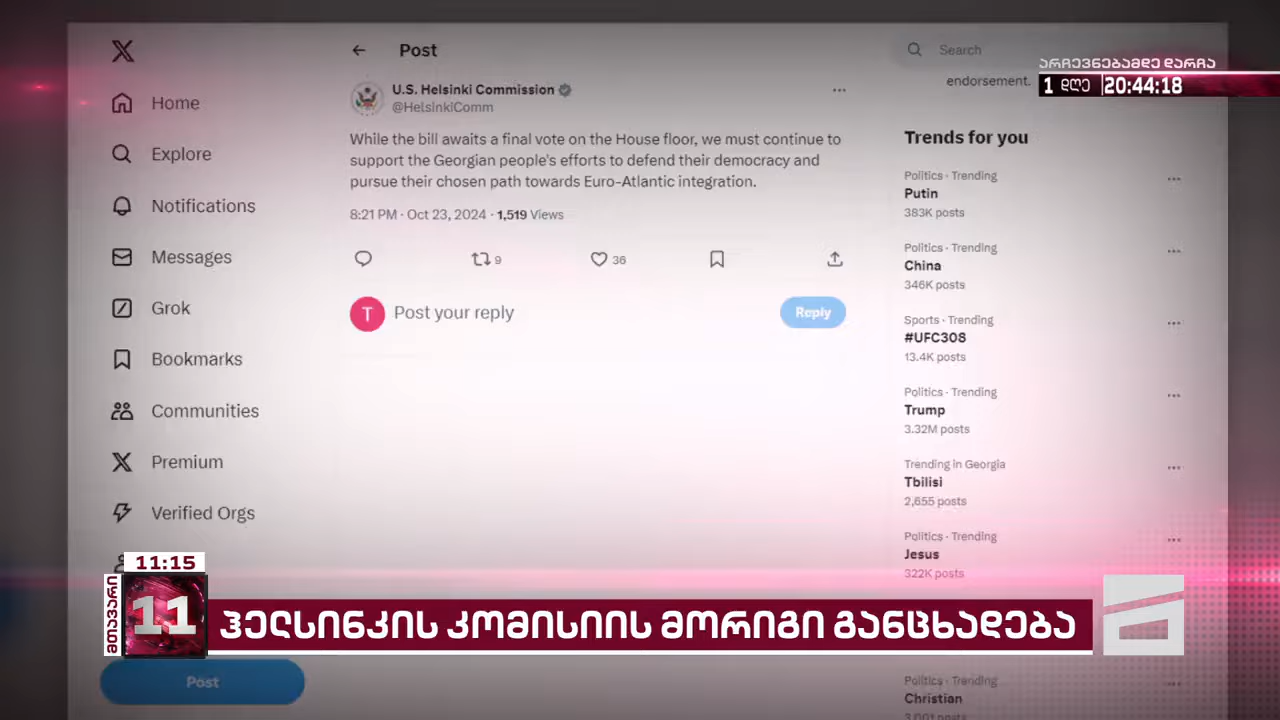 Post
Search
არჩევნებამდე დარჩა
1 დღე 20:44:18
endorsement.
Home
Explore
Notifications
Messages
Grok
Bookmarks
Communities
Premium
Verified Orgs
Post
U.S. Helsinki Commission
@HelsinkiComm
While the bill awaits a final vote on the House floor, we must continue to
support the Georgian people's efforts to defend their democracy and
pursue their chosen path towards Euro-Atlantic integration.
8:21 PM · Oct 23, 2024 · 1,519 Views
9
36
T Post your reply
Reply
Trends for you
Politics · Trending
Putin
383K posts
Politics · Trending
China
346K posts
Sports · Trending
#UFC308
13.4K posts
Politics · Trending
Trump
3.32M posts
Trending in Georgia
Tbilisi
2,655 posts
Politics · Trending
Jesus
322K posts
Politics · Trending
Christian
3,001 posts
11:15
მთავარი
11
ჰელსინკის კომისიის მორიგი განცხადება